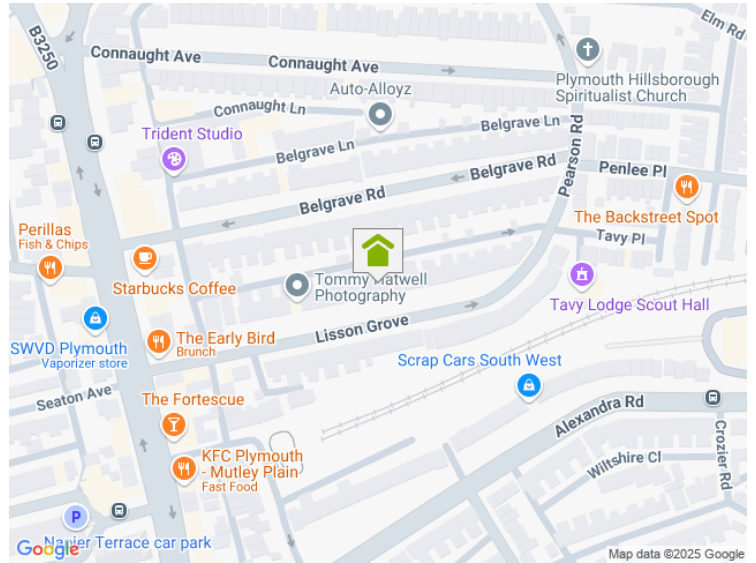 B3250
Connaught Ave
Connaught Ave
Elm Rd
Plymouth Hillsborough
Spiritualist Church
Auto-Alloyz
Connaught Ln
Trident Studio
Belgrave Ln
Belgrave Ln
Pearson Rd
Belgrave Rd
Penlee Pl
Belgrave Rd
The Backstreet Spot
Perillas
Fish & Chips
Tavy Pl
Starbucks Coffee
Tommy Hatwell
Photography
Tavy Lodge Scout Hall
Lisson Grove
SWVD Plymouth
Vaporizer store
The Early Bird
Brunch
Scrap Cars South West
Seaton Ave
The Fortescue
Alexandra Rd
Crozier Rd
KFC Plymouth
- Mutley Plain
Fast Food
Wiltshire Cl
P
Napier Terrace car park
Google
Map data ©2025 Google